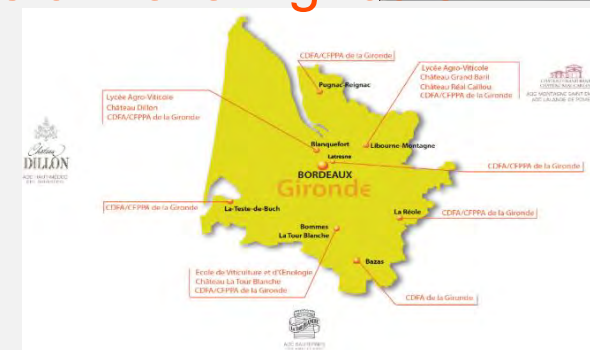 CDFA/CFPPA de la Gironde
Pugnac-Reignac
Lycée Agro-Viticole
Château Grand Baril
Château Réal Caillou
CDFA/CFPPA de la Gironde
Lycée Agro-Viticole
Château Dillon
CDFA/CFPPA de la Gironde
Blanquefort
Libourne-Montagne
Latresne
BORDEAUX
Gironde
CDFA/CFPPA de la Gironde
Château
DILLON
CDFA/CFPPA de la Gironde
La-Teste-de-Buch
La Réole
CDFA/CFPPA de la Gironde
Bommes
La Tour Blanche
Bazas
Ecole de Viticulture et d'Œnologie
Château La Tour Blanche
CDFA/CFPPA de la Gironde
CDFA de la Gironde